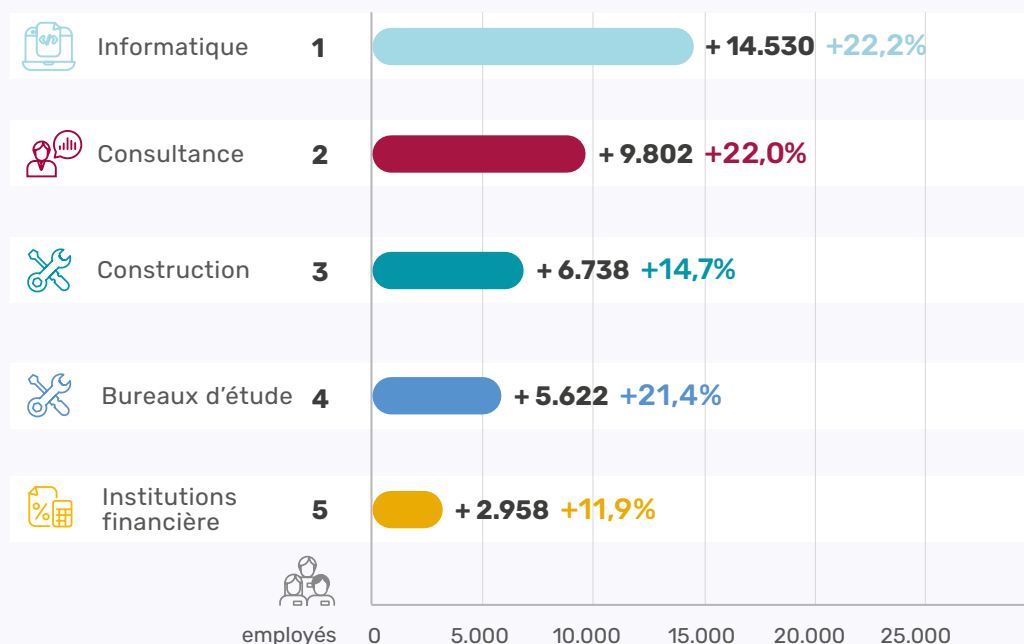 Informatique 1 + 14.530 +22,2%
Consultance 2 + 9.802 +22,0%
Construction 3 + 6.738 +14,7%
Bureaux d’étude 4 + 5.622 +21,4%
Institutions
financière 5 + 2.958 +11,9%
employés 0 5.000 10.000 15.000 20.000 25.000